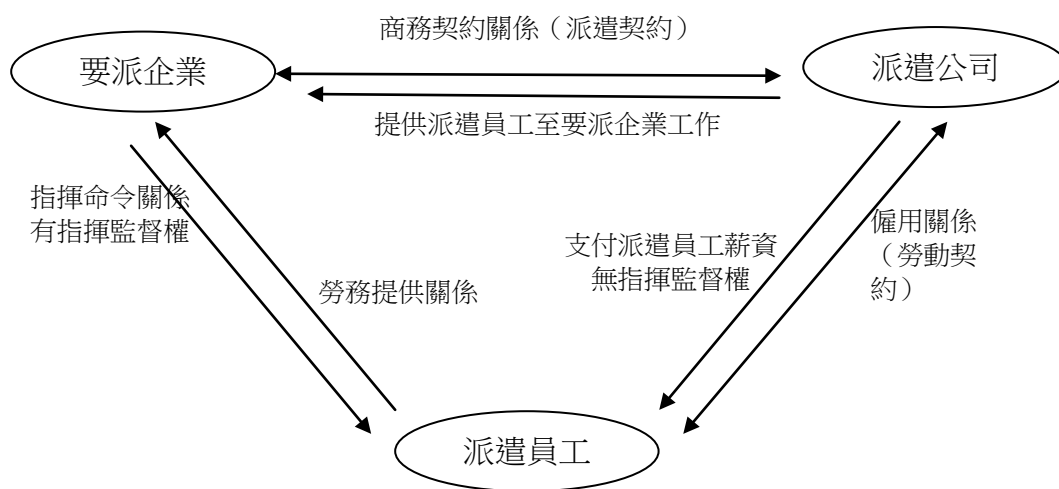 商務契約關係（派遣契約）
要派企業
派遣公司
提供派遣員工至要派企業工作
指揮命令關係
有指揮監督權
勞務提供關係
支付派遣員工薪資
無指揮監督權
僱用關係
（勞動契
約）
派遣員工